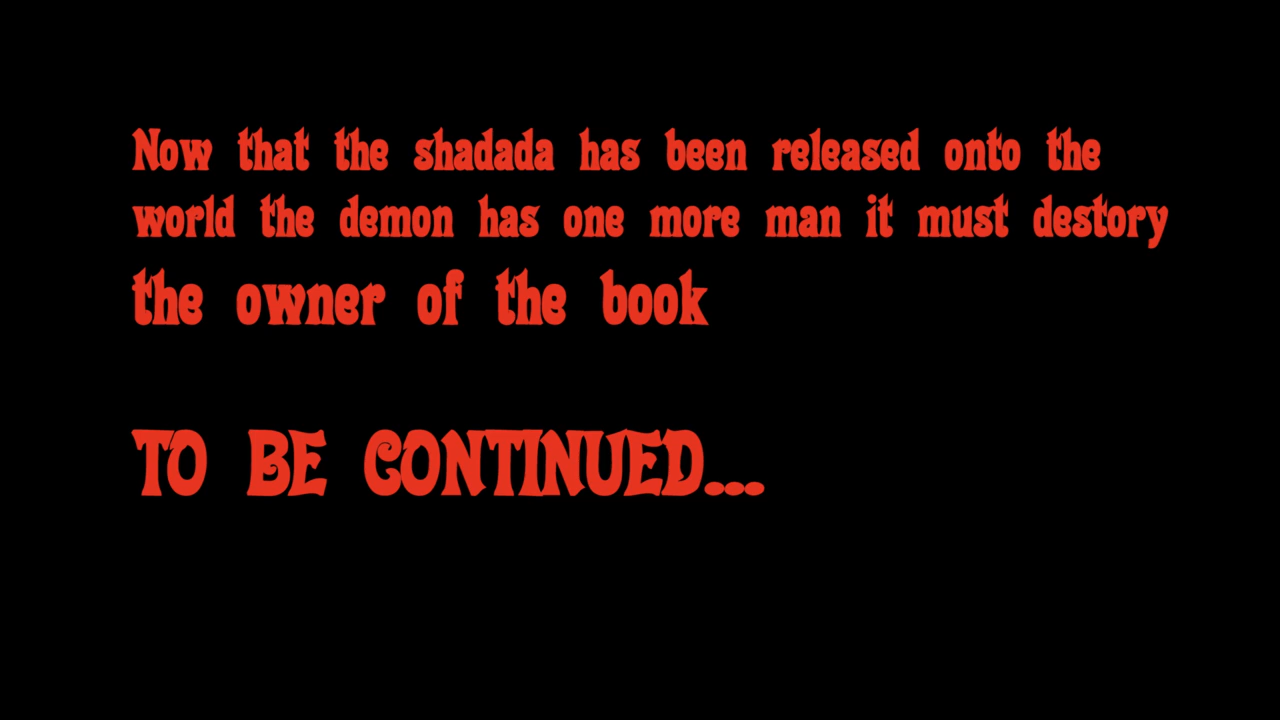 Now that the shadada has been released onto the
world the demon has one more man it must destory
the owner of the book
TO BE CONTINUED...